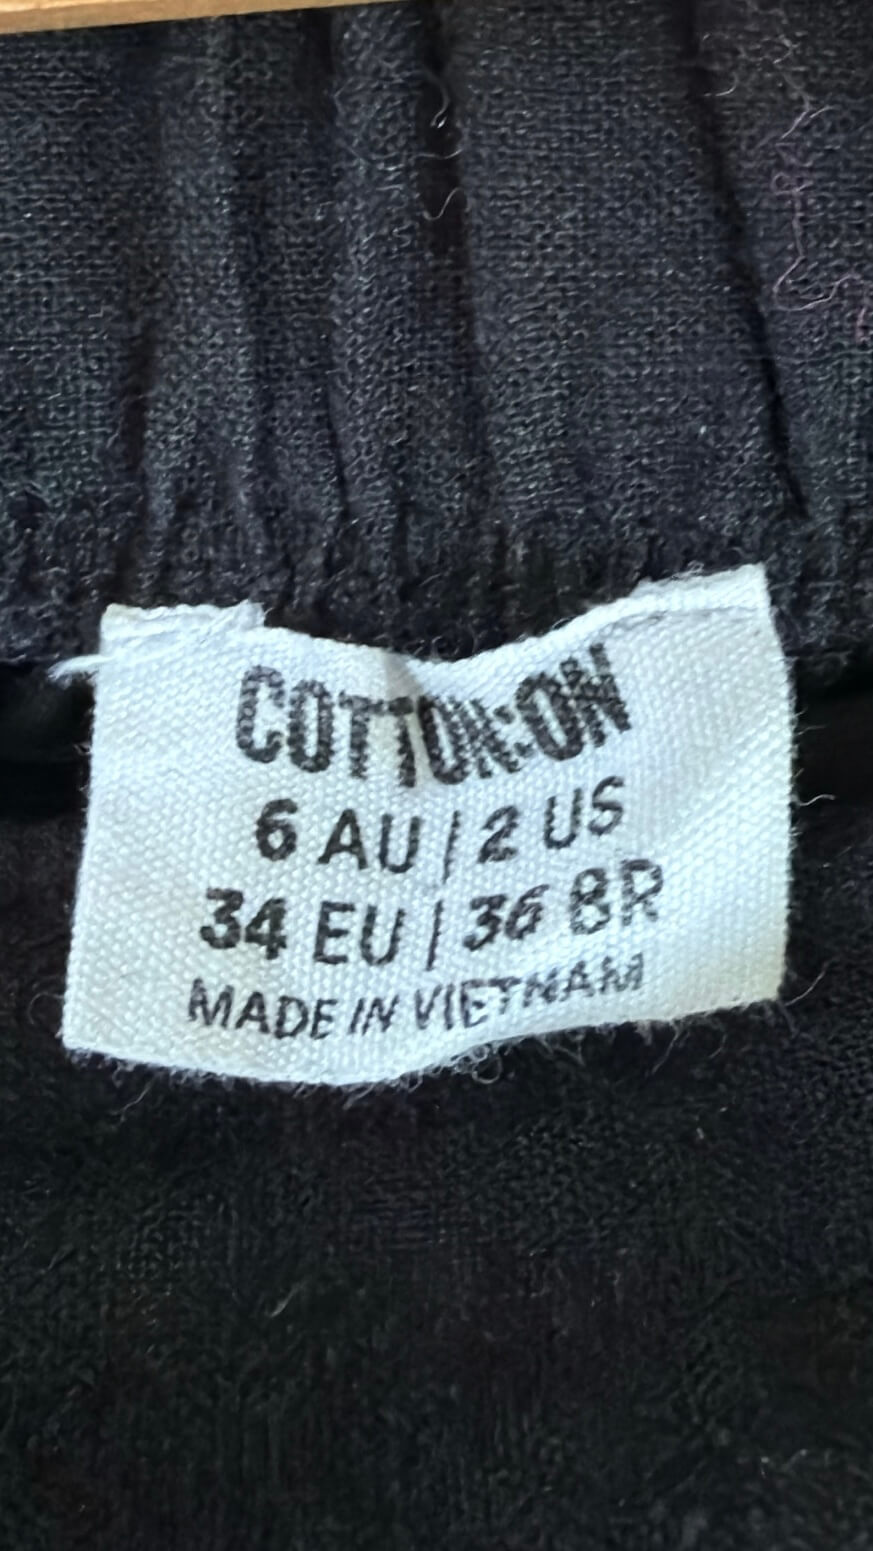 COTTON:ON
6 AU | 2 US
34 EU | 36 BR
MADE IN VIETNAM